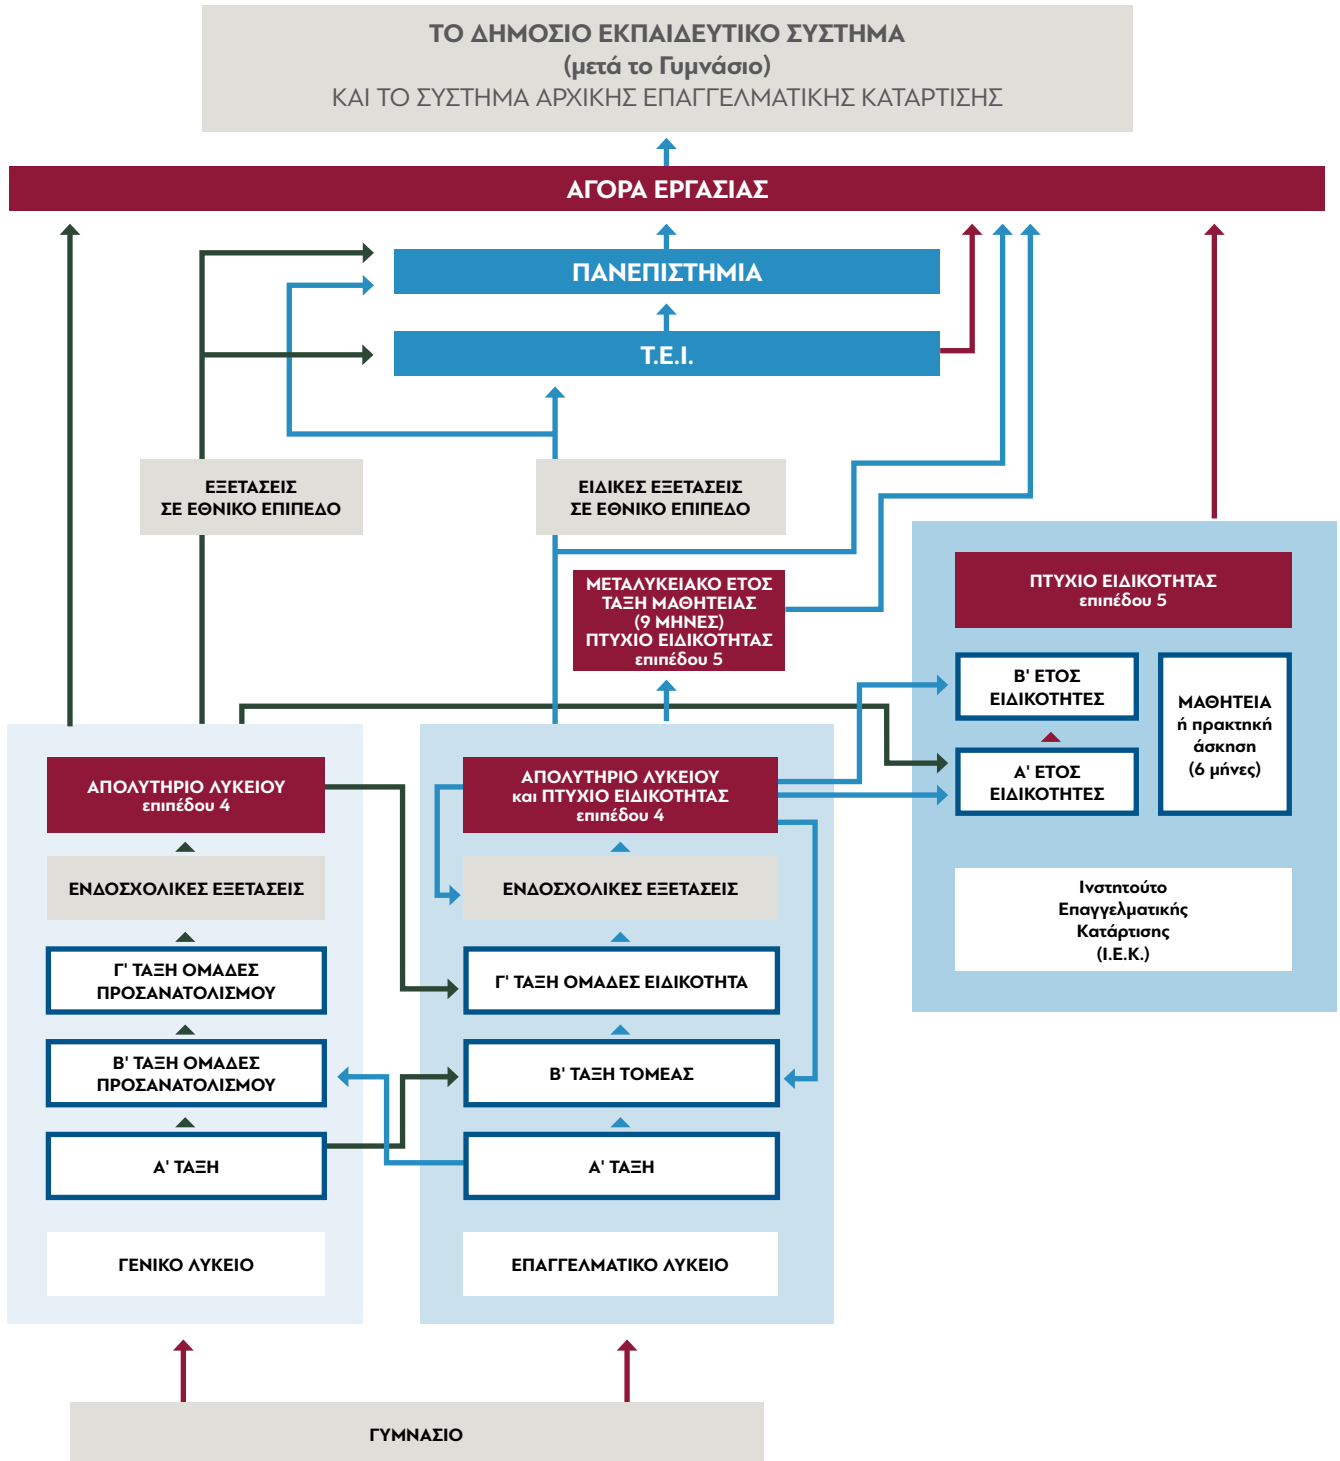 ΤΟ ΔΗΜΟΣΙΟ ΕΚΠΑΙΔΕΥΤΙΚΟ ΣΥΣΤΗΜΑ
(μετά το Γυμνάσιο)
ΚΑΙ ΤΟ ΣΥΣΤΗΜΑ ΑΡΧΙΚΗΣ ΕΠΑΓΓΕΛΜΑΤΙΚΗΣ ΚΑΤΑΡΤΙΣΗΣ
ΑΓΟΡΑ ΕΡΓΑΣΙΑΣ
ΠΑΝΕΠΙΣΤΗΜΙΑ
Τ.Ε.Ι.
ΕΞΕΤΑΣΕΙΣ
ΣΕ ΕΘΝΙΚΟ ΕΠΙΠΕΔΟ
ΕΙΔΙΚΕΣ ΕΞΕΤΑΣΕΙΣ
ΣΕ ΕΘΝΙΚΟ ΕΠΙΠΕΔΟ
ΜΕΤΑΛΥΚΕΙΑΚΟ ΕΤΟΣ
ΤΑΞΗ ΜΑΘΗΤΕΙΑΣ
(9 ΜΗΝΕΣ)
ΠΤΥΧΙΟ ΕΙΔΙΚΟΤΗΤΑΣ
επιπέδου 5
ΠΤΥΧΙΟ ΕΙΔΙΚΟΤΗΤΑΣ
επιπέδου 5
Β' ΕΤΟΣ
ΕΙΔΙΚΟΤΗΤΕΣ
Α' ΕΤΟΣ
ΕΙΔΙΚΟΤΗΤΕΣ
ΜΑΘΗΤΕΙΑ
ή πρακτική
άσκηση
(6 μήνες)
Ινστητούτο
Επαγγελματικής
Κατάρτισης
(Ι.Ε.Κ.)
ΑΠΟΛΥΤΗΡΙΟ ΛΥΚΕΙΟΥ
επιπέδου 4
ΕΝΔΟΣΧΟΛΙΚΕΣ ΕΞΕΤΑΣΕΙΣ
Γ' ΤΑΞΗ ΟΜΑΔΕΣ
ΠΡΟΣΑΝΑΤΟΛΙΣΜΟΥ
Β' ΤΑΞΗ ΟΜΑΔΕΣ
ΠΡΟΣΑΝΑΤΟΛΙΣΜΟΥ
Α' ΤΑΞΗ
ΓΕΝΙΚΟ ΛΥΚΕΙΟ
ΑΠΟΛΥΤΗΡΙΟ ΛΥΚΕΙΟΥ
και ΠΤΥΧΙΟ ΕΙΔΙΚΟΤΗΤΑΣ
επιπέδου 4
ΕΝΔΟΣΧΟΛΙΚΕΣ ΕΞΕΤΑΣΕΙΣ
Γ' ΤΑΞΗ ΟΜΑΔΕΣ ΕΙΔΙΚΟΤΗΤΑ
Β' ΤΑΞΗ ΤΟΜΕΑΣ
Α' ΤΑΞΗ
ΕΠΑΓΓΕΛΜΑΤΙΚΟ ΛΥΚΕΙΟ
ΓΥΜΝΑΣΙΟ